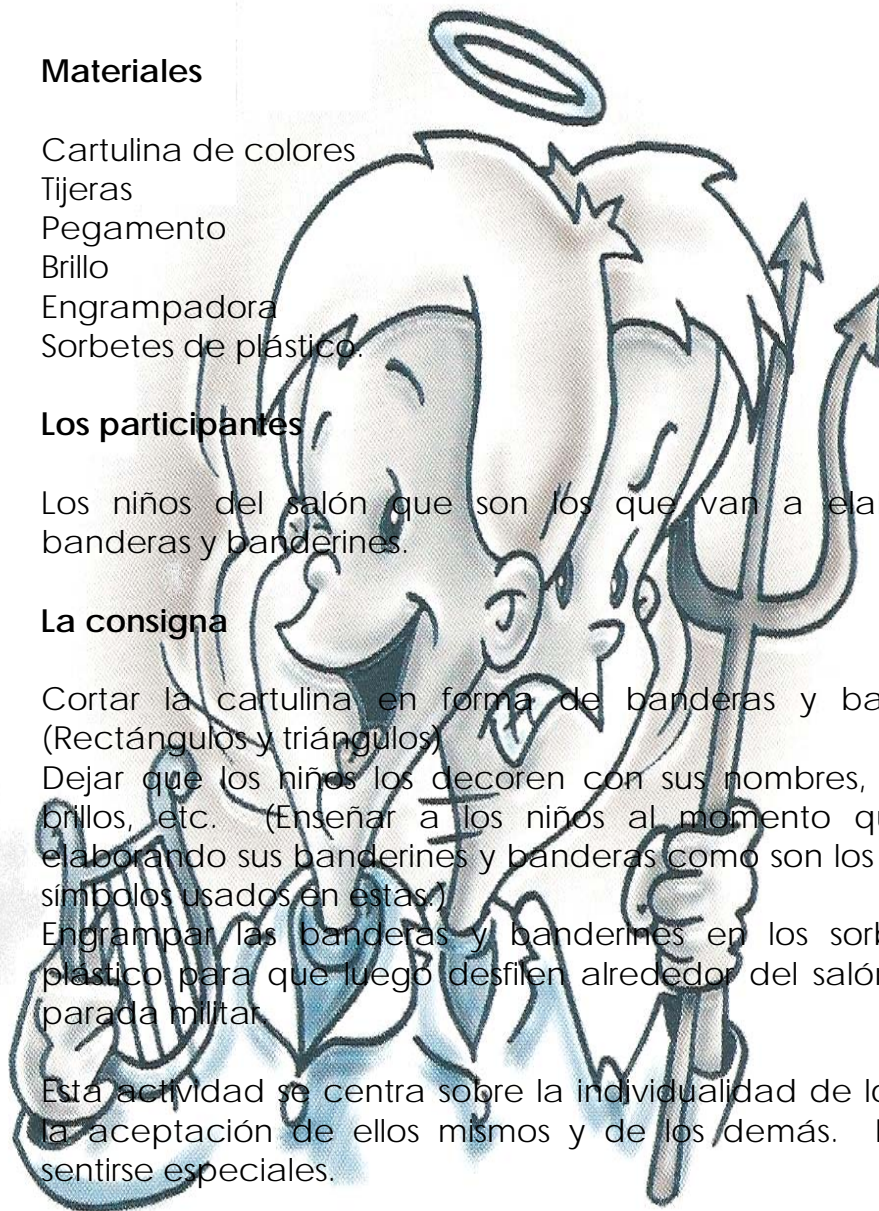 Materiales
Cartulina de colores
Tijeras
Pegamento
Brillo
Engrampadora
Sorbetes de plástico.
Los participantes
Los niños del salón que son los que van a ela
banderas y banderines.
La consigna
Cortar la cartulina en forma de banderas y ba
(Rectángulos y triángulos)
Dejar que los niños los decoren con sus nombres,
brillos, etc. (Enseñar a los niños al momento qu
elaborando sus banderines y banderas como son los
símbolos usados en estas.)
Engrampar las banderas y banderines en los sorb
plástico para que luego desfilen alrededor del salón
parada militar.
Esta actividad se centra sobre la individualidad de lo
la aceptación de ellos mismos y de los demás.
sentirse especiales.